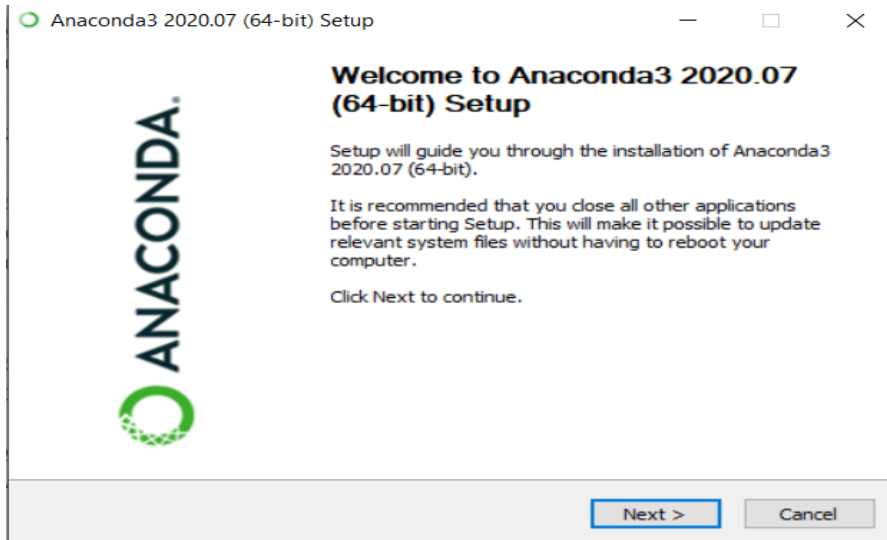 Anaconda3 2020.07 (64-bit) Setup
ANACONDA.
Welcome to Anaconda3 2020.07
(64-bit) Setup
Setup will guide you through the installation of Anaconda3
2020.07 (64-bit).
It is recommended that you close all other applications
before starting Setup. This will make it possible to update
relevant system files without having to reboot your
computer.
Click Next to continue.
Next >
Cancel